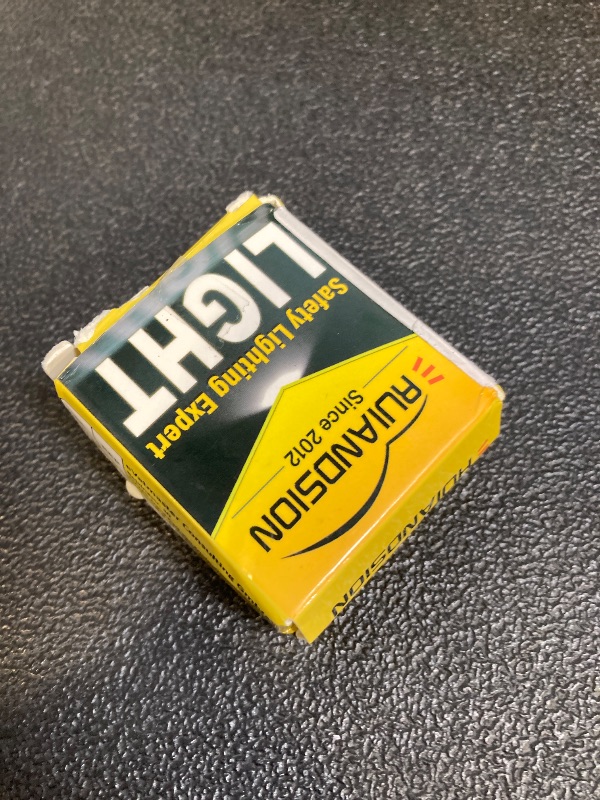 RUIANDSION
Since 2012
Safety Lighting Expert
LIGHT
RUIANDSION